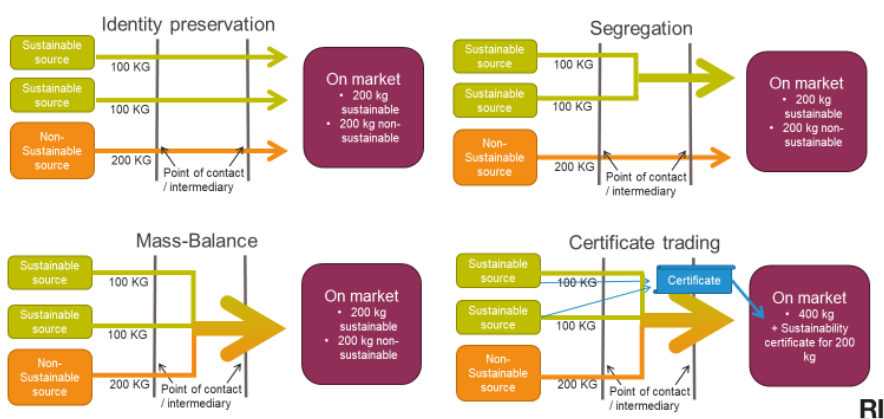 Identity preservation
Sustainable
source
100 KG
Sustainable
source
100 KG
Non-
Sustainable
source
200 KG
Point of contact
/ intermediary
On market
• 200 kg
sustainable
• 200 kg non-
sustainable
Segregation
Sustainable
source
100 KG
Sustainable
source
100 KG
Non-
Sustainable
source
200 KG
Point of contact
/ intermediary
On market
• 200 kg
sustainable
• 200 kg non-
sustainable
Mass-Balance
Sustainable
source
100 KG
Sustainable
source
100 KG
Non-
Sustainable
source
200 KG
Point of contact
/ intermediary
On market
• 200 kg
sustainable
• 200 kg non-
sustainable
Certificate trading
Sustainable
source
100 KG
Sustainable
source
100 KG
Non-
Sustainable
source
200 KG
Point of contact
/ intermediary
Certificate
On market
• 400 kg
+ Sustainability
certificate for 200
kg
RI